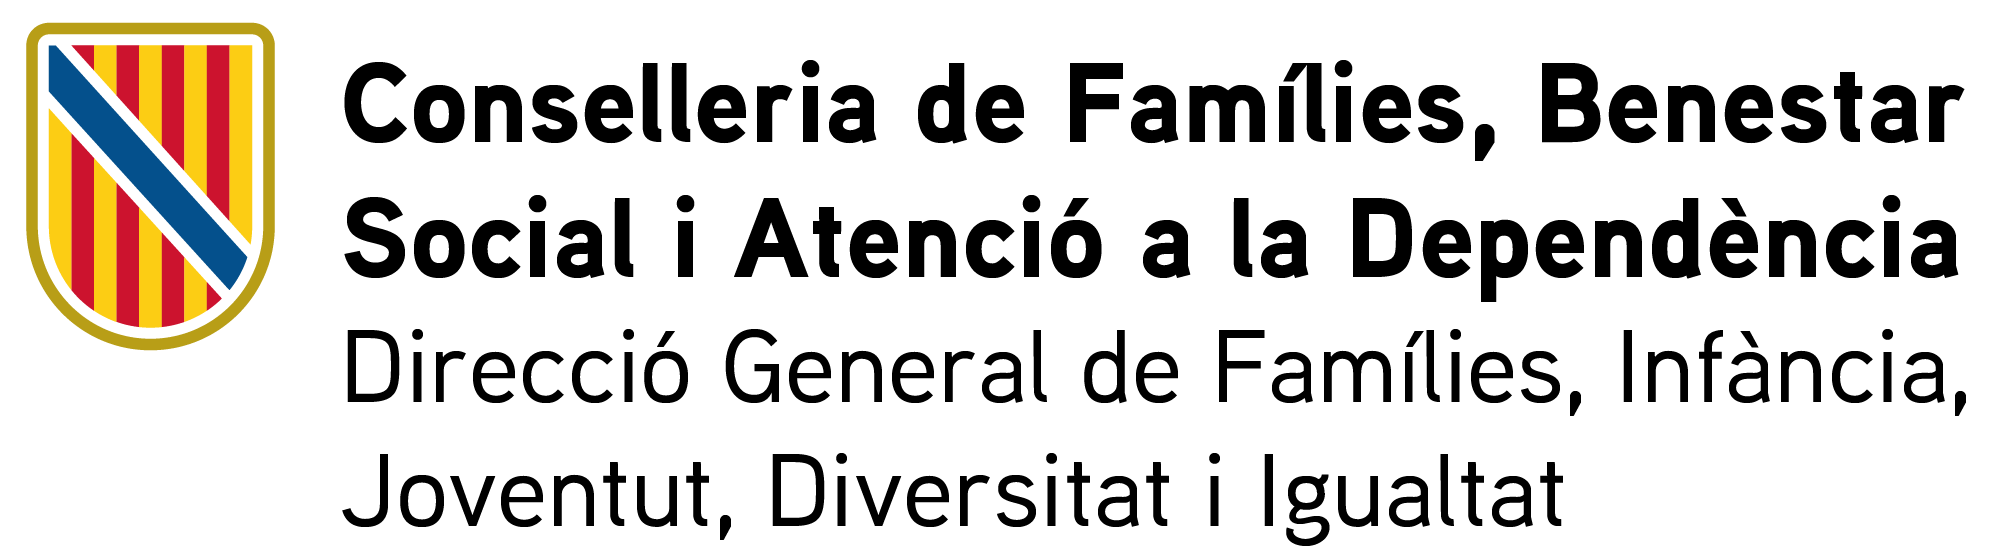 Conselleria de Famílies, Benestar
Social i Atenció a la Dependència
Direcció General de Famílies, Infància,
Joventut, Diversitat i Igualtat